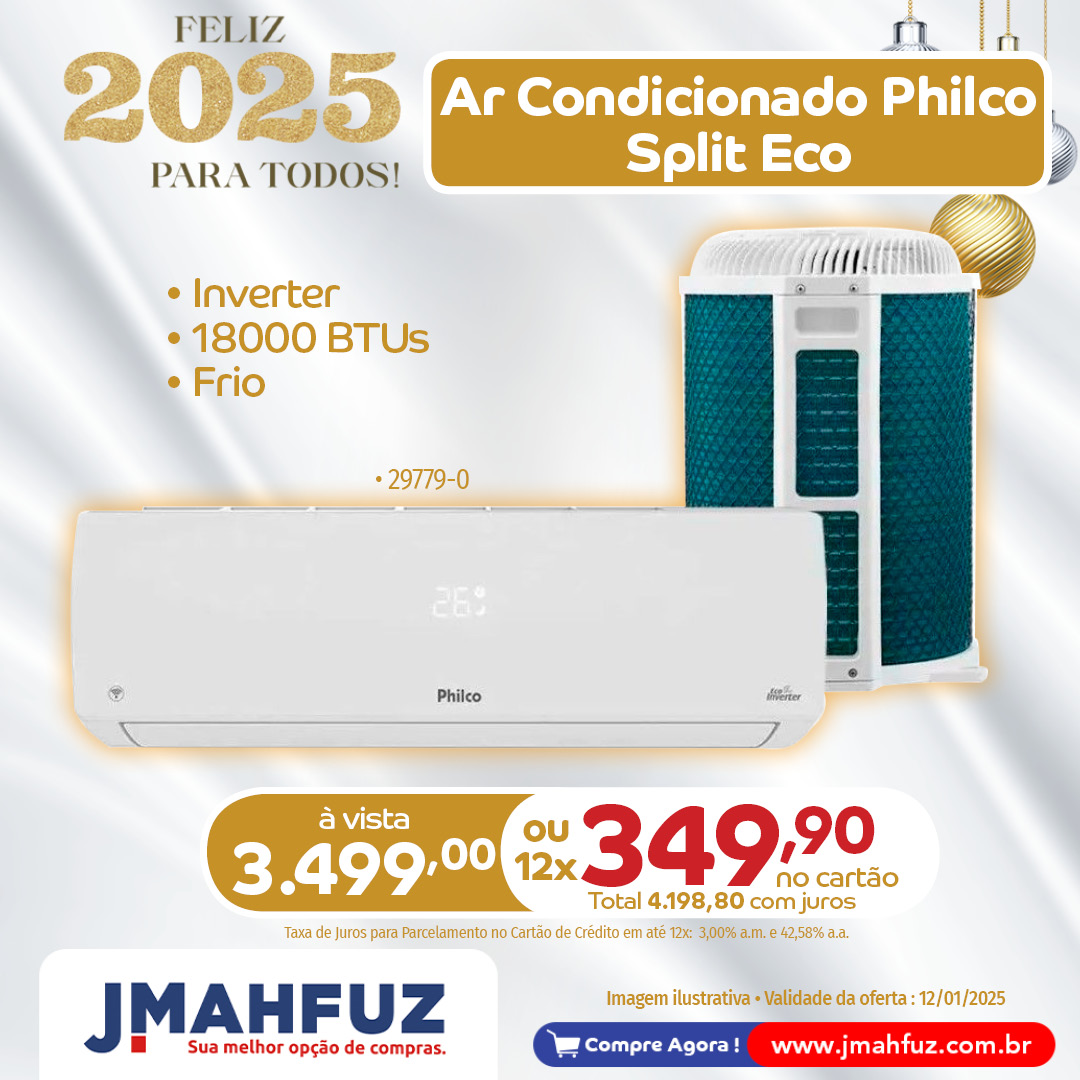 FELIZ
2025
PARA TODOS!
Ar Condicionado Philco
Split Eco
• Inverter
• 18000 BTUs
• Frio
• 29779-0
26
Philco
Eco
Inverter
à vista
3.499,00
ou
12x
349,90
no cartão
Total 4.198,80 com juros
Taxa de Juros para Parcelamento no Cartão de Crédito em até 12x: 3,00% a.m. e 42,58% a.a.
JMAHFUZ
Sua melhor opção de compras.
Imagem ilustrativa • Validade da oferta : 12/01/2025
Compre Agora !
www.jmahfuz.com.br